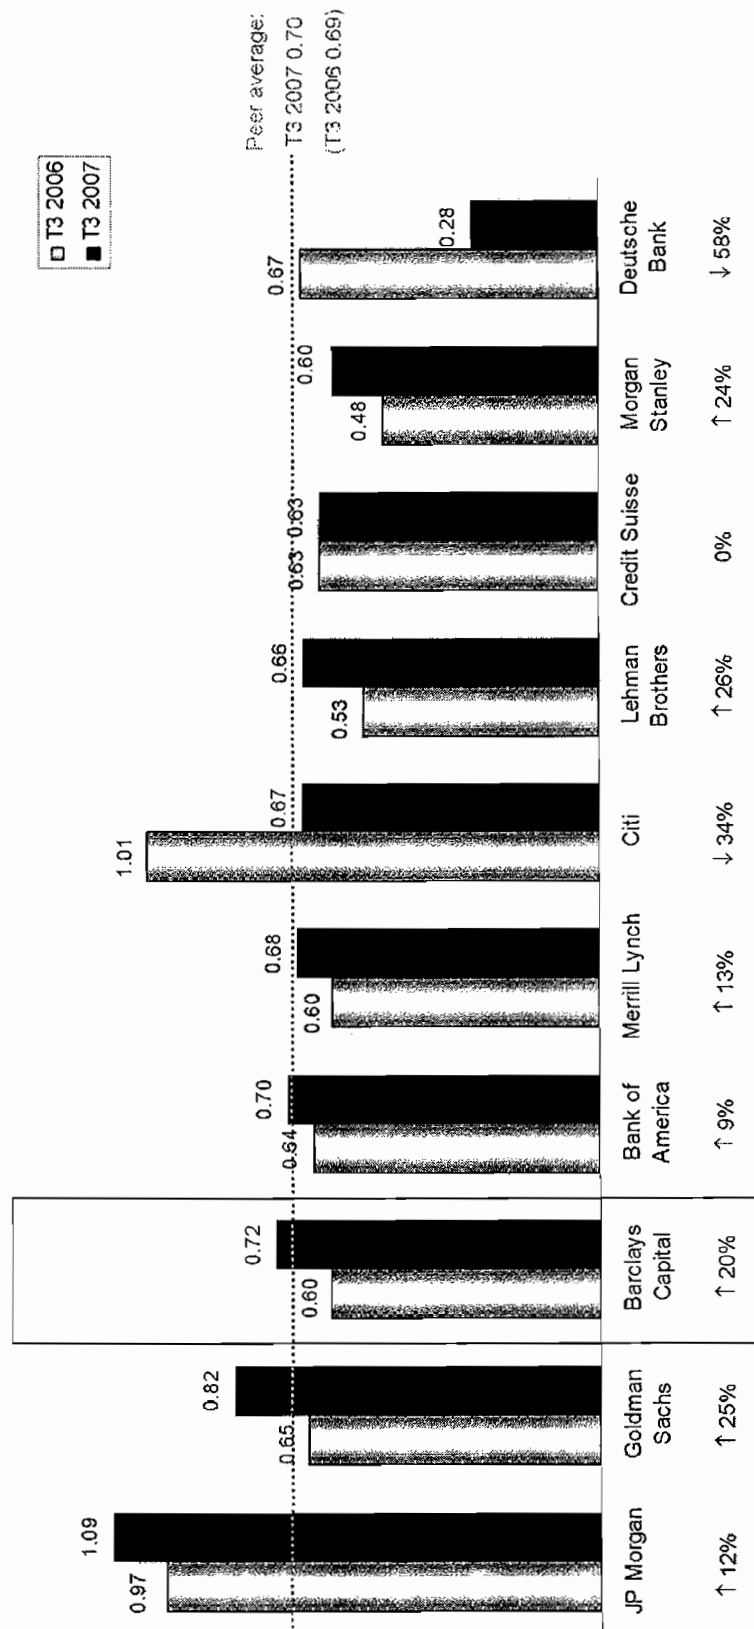 T3 2006
T3 2007
Peer average:
T3 2007 0.70
(T3 2006 0.69)
0.97
1.09
0.65
0.82
0.60
0.72
0.64
0.70
0.60
0.68
1.01
0.67
0.53
0.66
0.63
0.63
0.48
0.60
0.67
0.28
JP Morgan
Goldman
Sachs
Barclays
Capital
Bank of
America
Merrill Lynch
Citi
Lehman
Brothers
Credit Suisse
Morgan
Stanley
Deutsche
Bank
↑ 12%
↑ 25%
↑ 20%
↑ 9%
↑ 13%
↓ 34%
↑ 26%
0%
↑ 24%
↓ 58%